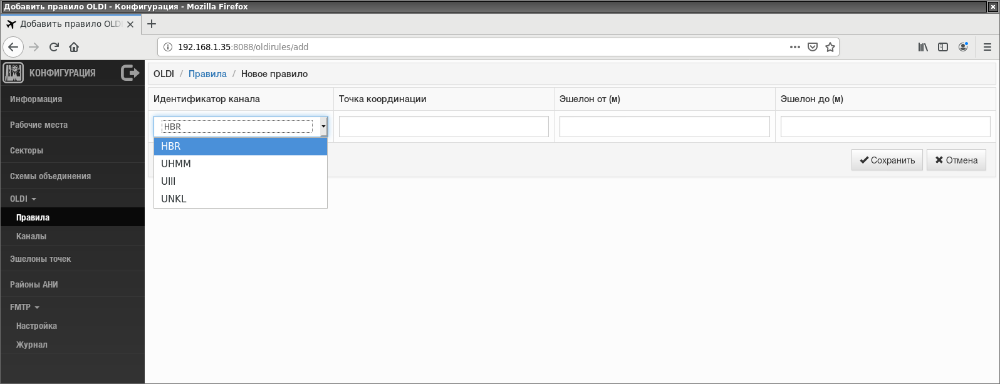 Добавить правило OLDI - Конфигурация - Mozilla Firefox
Добавить правило OLD
192.168.1.35:8088/oldirules/add
КОНФИГУРАЦИЯ
Информация
Рабочие места
Секторы
Схемы объединения
OLDI
Правила
Каналы
Эшелоны точек
Районы АНИ
FMTP
Настройка
Журнал
OLDI / Правила / Новое правило
Идентификатор канала Точка координации Эшелон от (м) Эшелон до (м)
HBR
HBR
UHMM
UIII
UNKL
Сохранить Отмена